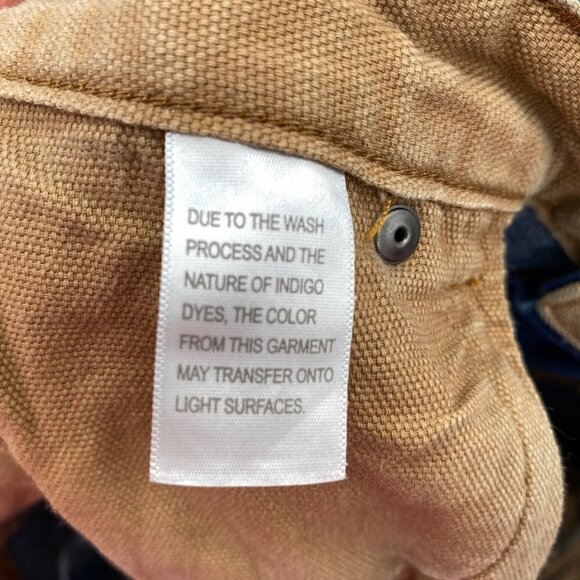 DUE TO THE WASH
PROCESS AND THE
NATURE OF INDIGO
DYES, THE COLOR
FROM THIS GARMENT
MAY TRANSFER ONTO
LIGHT SURFACES.